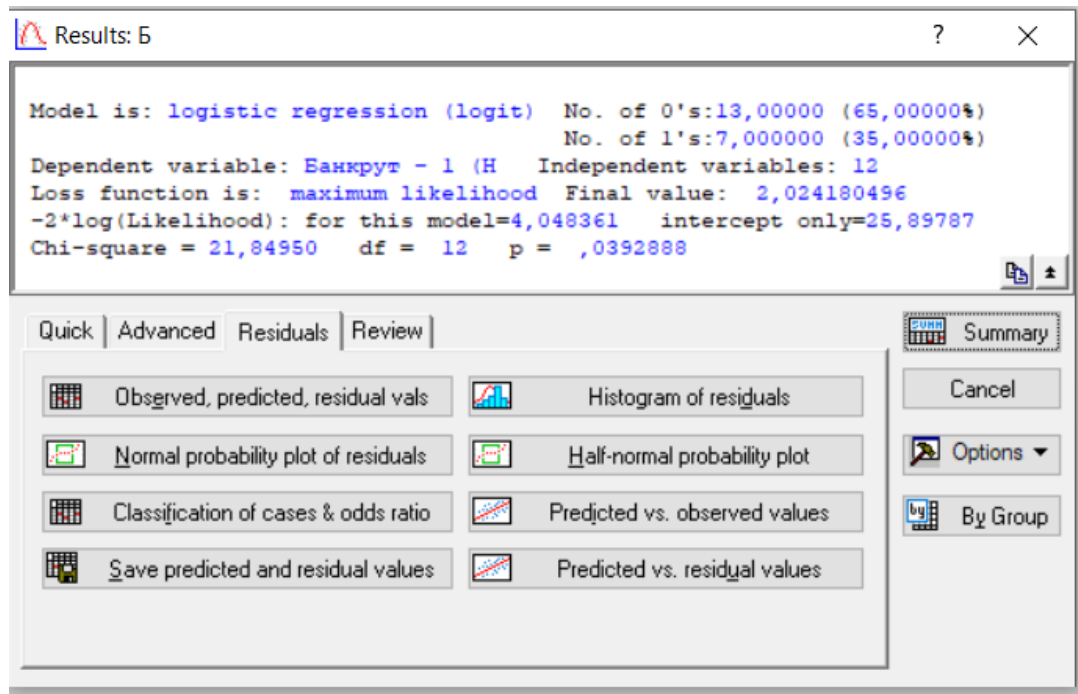 Results: Б ?
Model is: logistic regression (logit) No. of 0's:13,00000 (65,00000%)
No. of 1's:7,000000 (35,00000%)
Dependent variable: Банкрут - 1 (Н Independent variables: 12
Loss function is: maximum likelihood Final value: 2,024180496
-2*log(Likelihood): for this model=4,048361 intercept only=25,89787
Chi-square = 21,84950 df = 12 p = ,0392888
Quick Advanced Residuals Review
Summary
Observed, predicted, residual vals Histogram of residuals
Cancel
Normal probability plot of residuals Half-normal probability plot
Options
Classification of cases & odds ratio Predicted vs. observed values
By Group
Save predicted and residual values Predicted vs. residual values